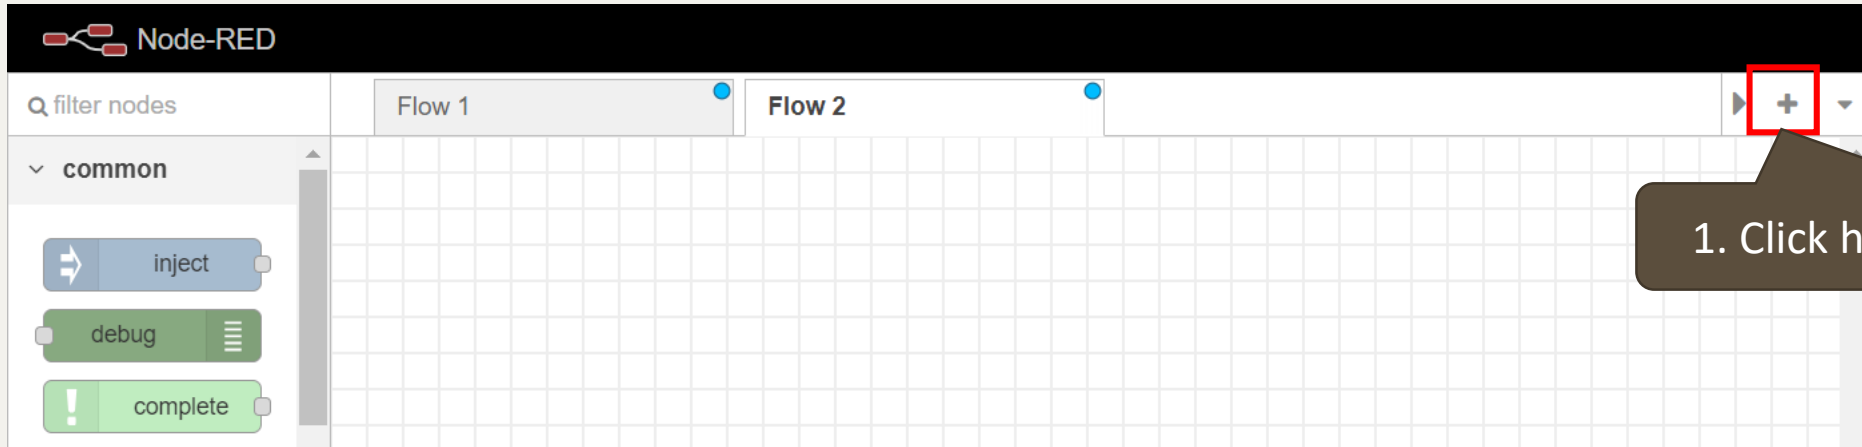 Node-RED
filter nodes
Flow 1
Flow 2
common
inject
debug
complete
1. Click h